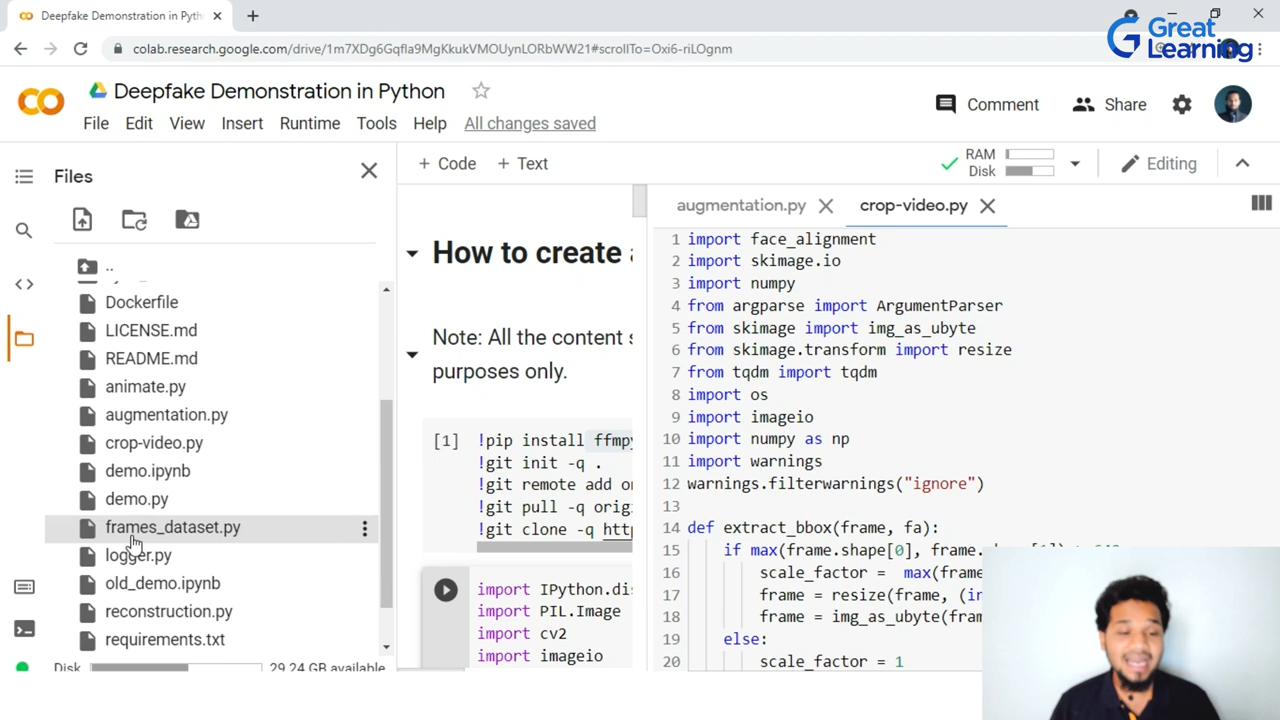 Deepfake Demonstration in Pyth
colab.research.google.com/drive/1m7XDg6Gqfla9MgKkukVMOUynLORbWW21#scrollTo=Oxi6-riLOgnm
Great
Learning
Deepfake Demonstration in Python
File Edit View Insert Runtime Tools Help All changes saved
Comment Share
Files
+ Code + Text
RAM
Disk
Editing
..
Dockerfile
LICENSE.md
README.md
animate.py
augmentation.py
crop-video.py
demo.ipynb
demo.py
frames_dataset.py
logger.py
old_demo.ipynb
reconstruction.py
requirements.txt
Disk 29.24 GB available
How to create
Note: All the content
purposes only.
[1] !pip install ffmpy
!git init -q .
!git remote add or
!git pull -q orig
!git clone -q http
import IPython.dis
import PIL.Image
import cv2
import imageio
augmentation.py crop-video.py
1 import face_alignment
2 import skimage.io
3 import numpy
4 from argparse import ArgumentParser
5 from skimage import img_as_ubyte
6 from skimage.transform import resize
7 from tqdm import tqdm
8 import os
9 import imageio
10 import numpy as np
11 import warnings
12 warnings.filterwarnings("ignore")
13
14 def extract_bbox(frame, fa):
15 if max(frame.shape[0], frame.
16 scale_factor = max(frame
17 frame = resize(frame, (in
18 frame = img_as_ubyte(fram
19 else:
20 scale_factor = 1